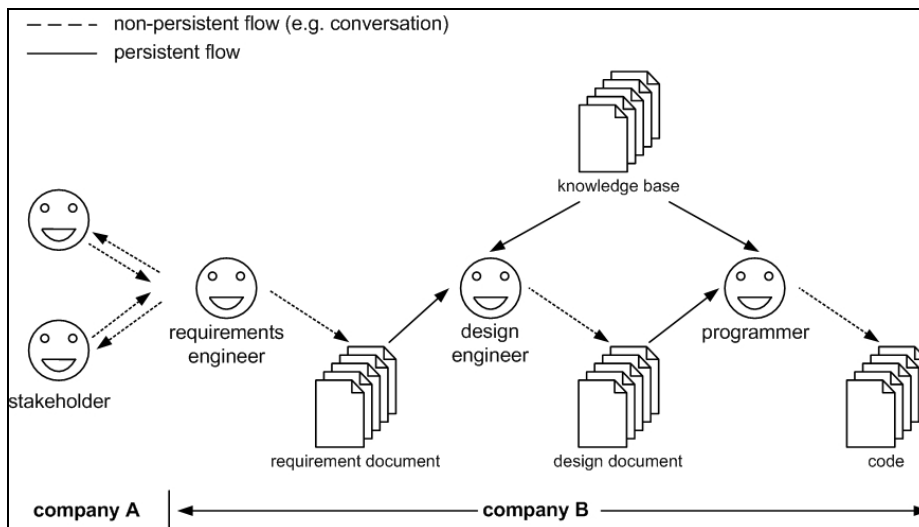 non-persistent flow (e.g. conversation)
persistent flow
knowledge base
requirements
engineer
design
engineer
programmer
stakeholder
requirement document
design document
code
company A
company B